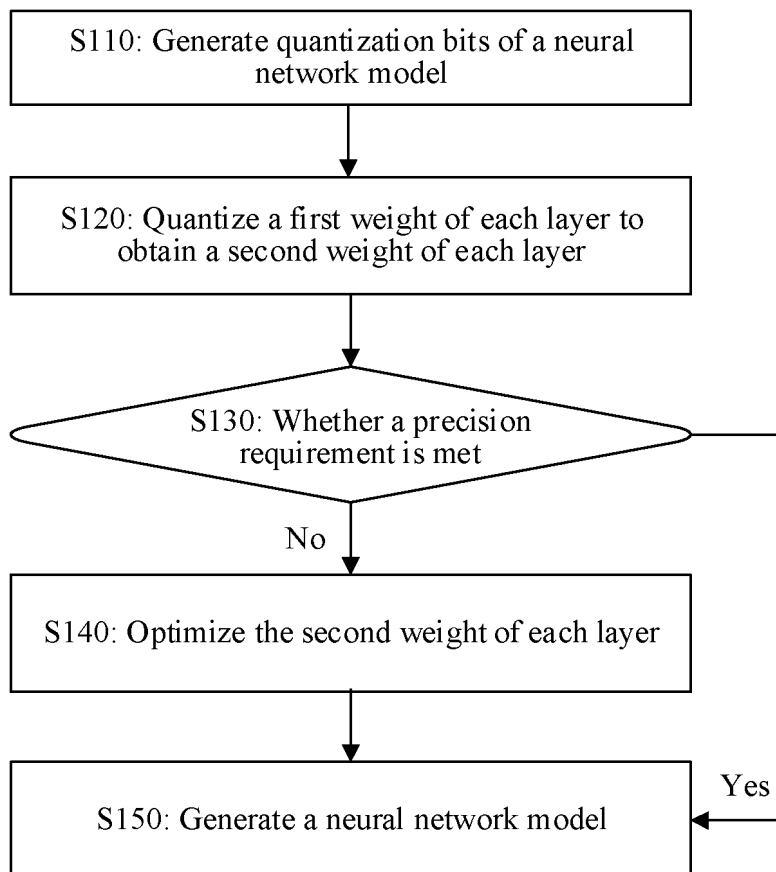 S110: Generate quantization bits of a neural
network model
S120: Quantize a first weight of each layer to
obtain a second weight of each layer
S130: Whether a precision
requirement is met
No
S140: Optimize the second weight of each layer
Yes
S150: Generate a neural network model